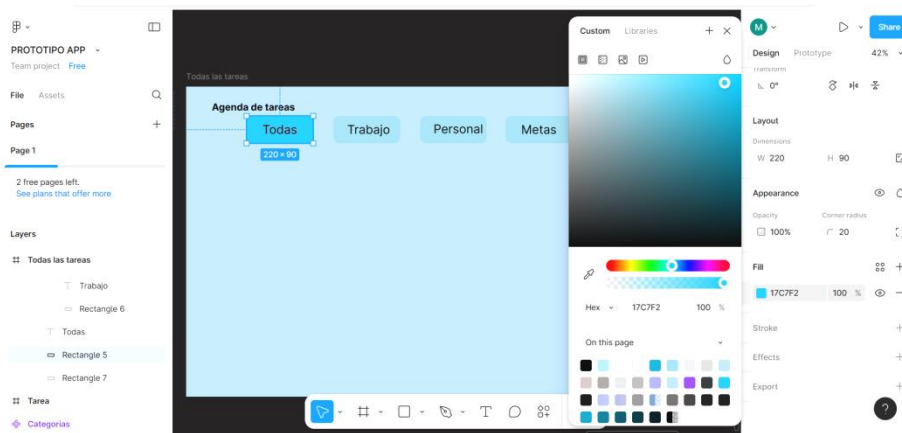 PROTOTIPO APP
Team project Free
File Assets
Pages
Page 1
2 free pages left.
See plans that offer more
Layers
Todas las tareas
Trabajo
Rectangle 6
Todas
Rectangle 5
Rectangle 7
Tarea
Categorias
Todas las tareas
Agenda de tareas
Todas
Trabajo
Personal
Metas
220 × 90
Custom Libraries
Hex 17C7F2 100 %
On this page
M
Share
Design Prototype 42%
Transform
0°
Layout
Dimensions
W 220 H 90
Appearance
Opacity Corner radius
100% 20
Fill
17C7F2 100 %
Stroke
Effects
Export
?